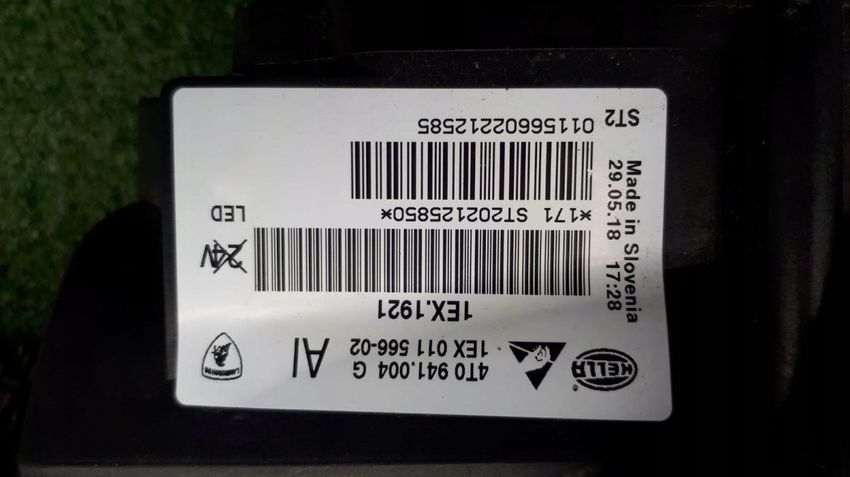 HELLA
4T0 941.004 G
1EX 011 566-02
AI
LAMBORGHINI
1EX.1921
24V
LED
*171 ST202125850*
01156602212585
Made in Slovenia
29.05.18 17:28
ST2